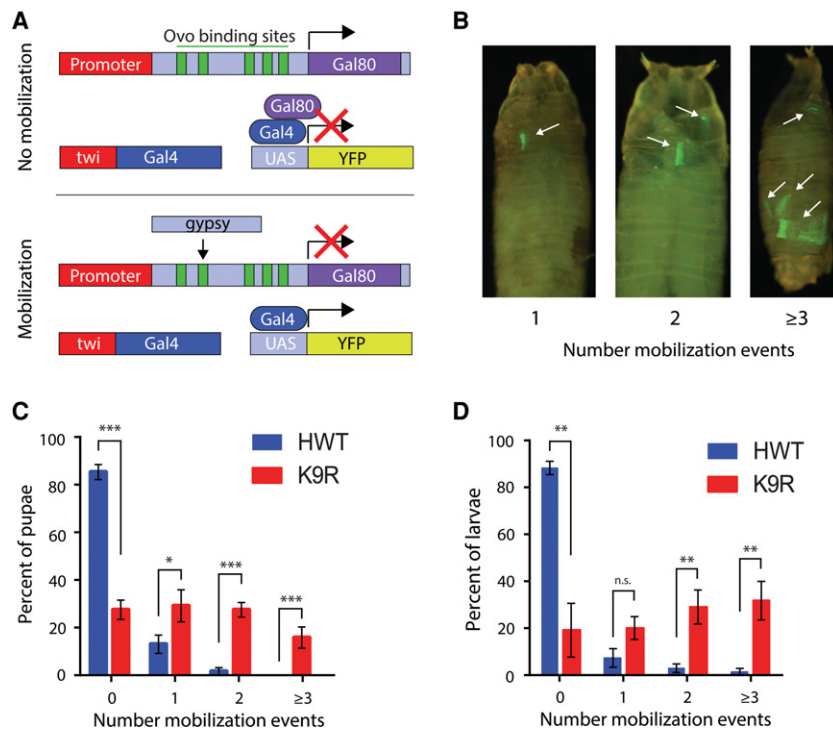 A
No mobilization
Ovo binding sites
Promoter
Gal80
Gal80
Gal4
twi
Gal4
UAS
YFP
Mobilization
gypsy
Promoter
Gal80
Gal4
twi
Gal4
UAS
YFP
B
1
2
≥3
Number mobilization events
C
Percent of pupae
100
80
60
40
20
0
***
*
***
***
HWT
K9R
0
1
2
≥3
Number mobilization events
D
Percent of larvae
100
80
60
40
20
0
**
n.s.
**
**
HWT
K9R
0
1
2
≥3
Number mobilization events